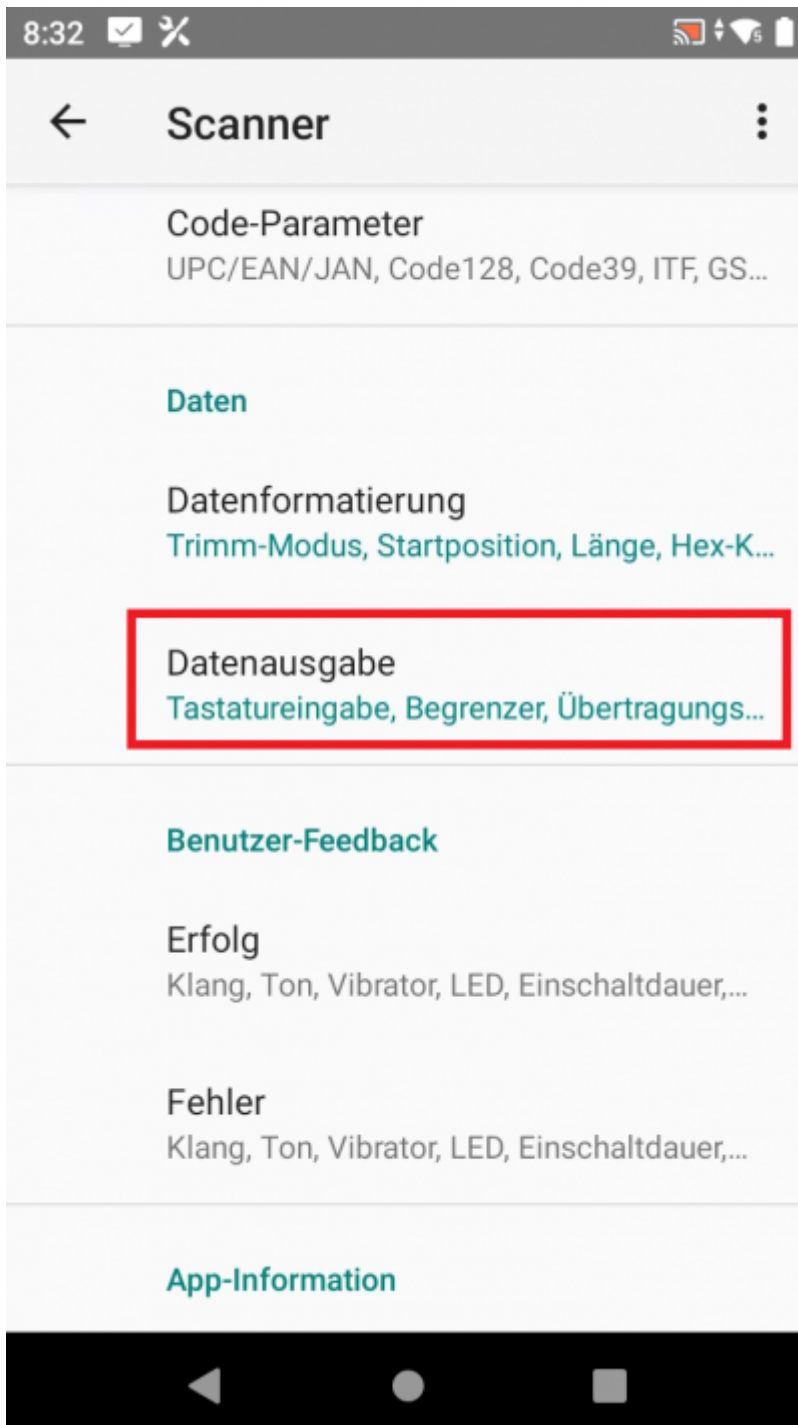 8:32
5
Scanner
Code-Parameter
UPC/EAN/JAN, Code128, Code39, ITF, GS...
Daten
Datenformatierung
Trimm-Modus, Startposition, Länge, Hex-K...
Datenausgabe
Tastatureingabe, Begrenzer, Übertragungs...
Benutzer-Feedback
Erfolg
Klang, Ton, Vibrator, LED, Einschaltdauer,...
Fehler
Klang, Ton, Vibrator, LED, Einschaltdauer,...
App-Information